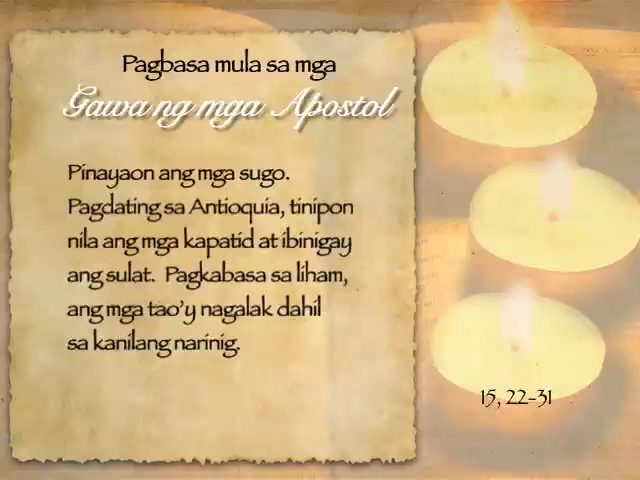 Pagbasa mula sa mga
Gawa ng mga Apostol
Pinayaon ang mga sugo.
Pagdating sa Antioquia, tinipon
nila ang mga kapatid at ibinigay
ang sulat. Pagkabasa sa liham,
ang mga tao'y nagalak dahil
sa kanilang narinig.
15, 22-31